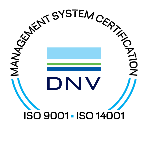 MANAGEMENT SYSTEM CERTIFICATION
DNV
ISO 9001 • ISO 14001